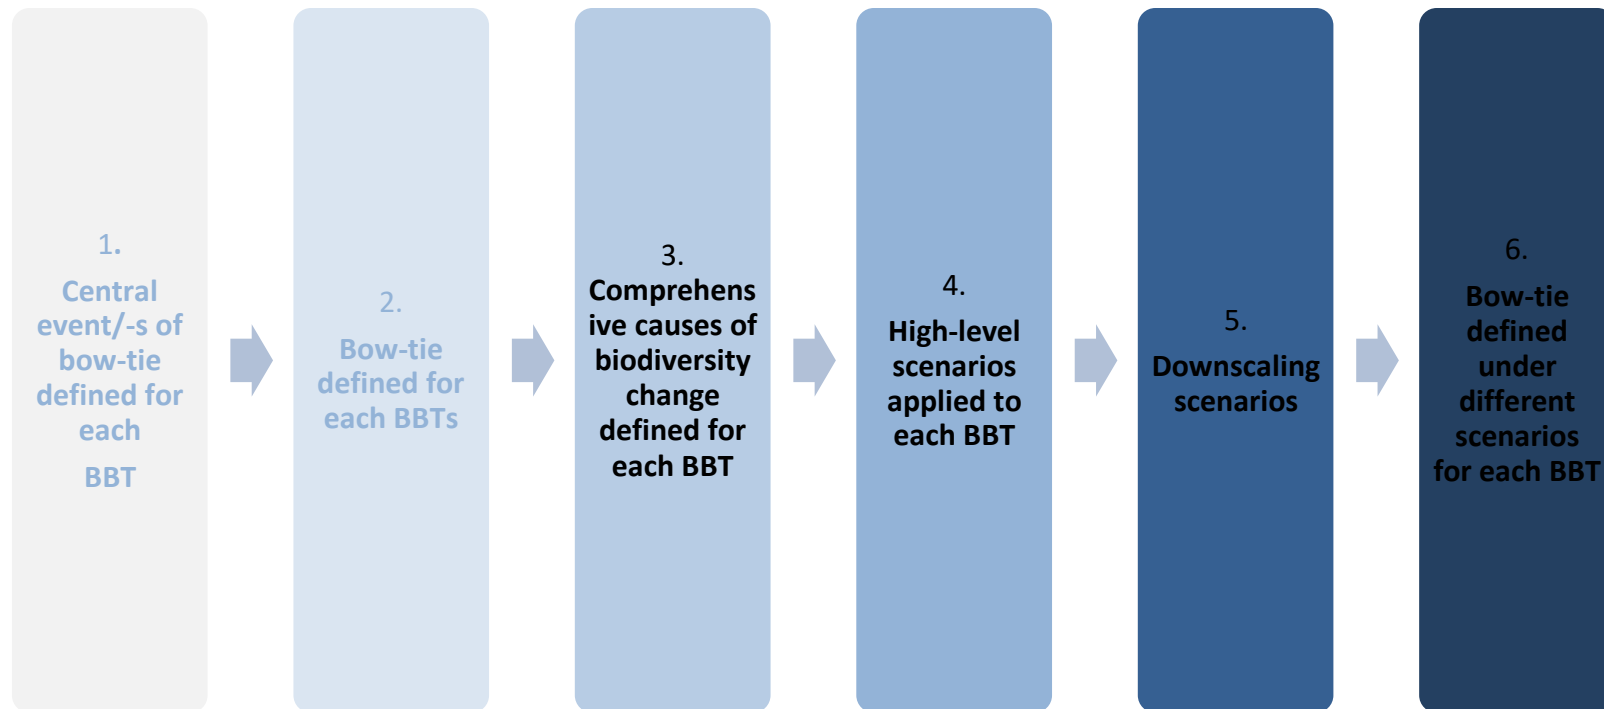 1.
Central
event/-s of
bow-tie
defined for
each
BBT
2.
Bow-tie
defined for
each BBTs
3.
Comprehens
ive causes of
biodiversity
change
defined for
each BBT
4.
High-level
scenarios
applied to
each BBT
5.
Downscaling
scenarios
6.
Bow-tie
defined
under
different
scenarios
for each BBT